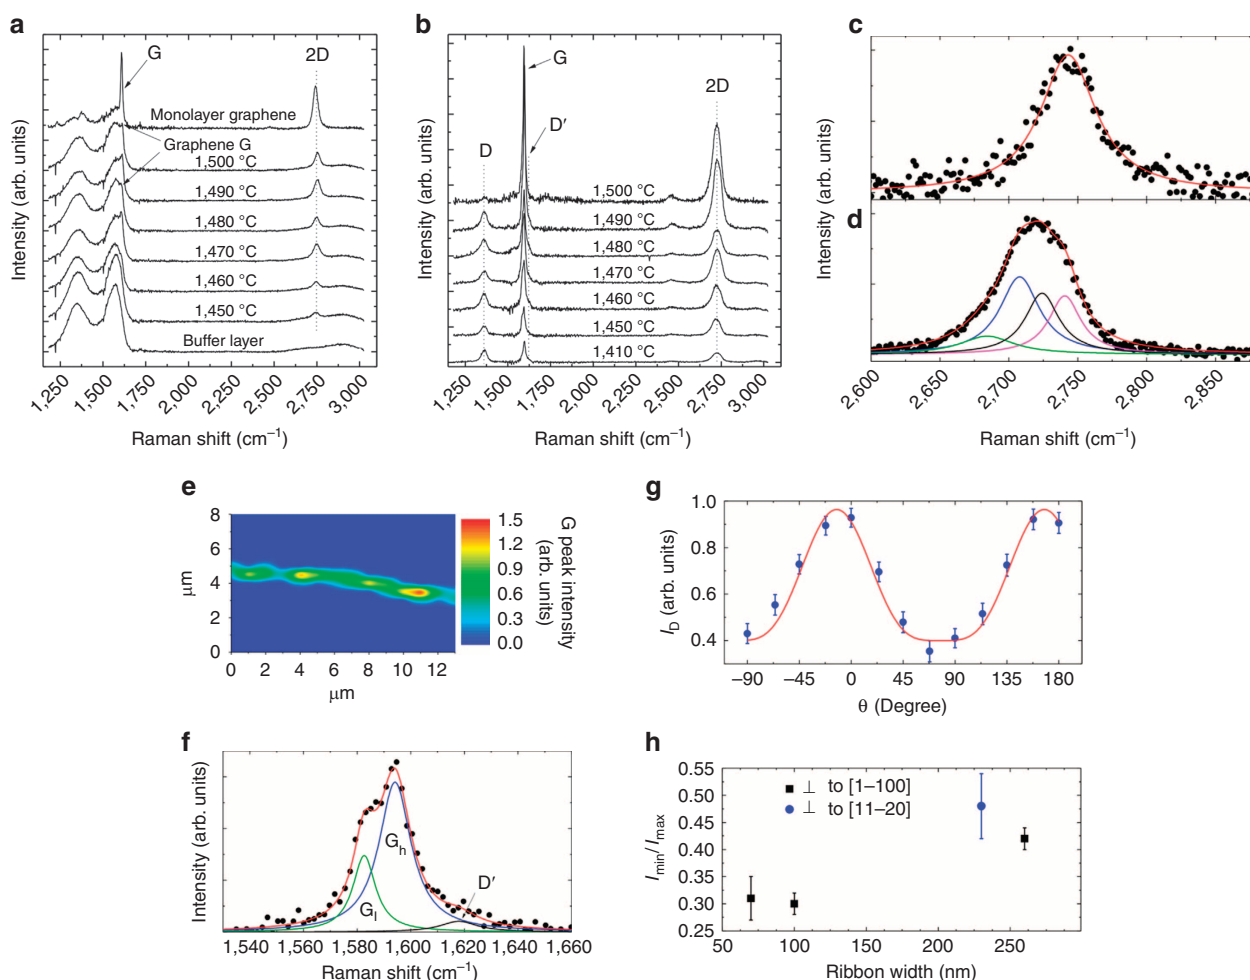 a
G
2D
Monolayer graphene
Graphene G
1,500 °C
1,490 °C
1,480 °C
1,470 °C
1,460 °C
1,450 °C
Buffer layer
Intensity (arb. units)
1,250
1,500
1,750
2,000
2,250
2,500
2,750
3,000
Raman shift (cm⁻¹)
b
G
2D
D′
D
1,500 °C
1,490 °C
1,480 °C
1,470 °C
1,460 °C
1,450 °C
1,410 °C
Intensity (arb. units)
1,250
1,500
1,750
2,000
2,250
2,500
2,750
3,000
Raman shift (cm⁻¹)
c
d
Intensity (arb. units)
2,600
2,650
2,700
2,750
2,800
2,850
Raman shift (cm⁻¹)
e
8
6
4
2
0
μm
0 2 4 6 8 10 12
μm
1.5
1.2
0.9
0.6
0.3
0.0
G peak intensity
(arb. units)
g
1.0
0.8
0.6
0.4
I_D (arb. units)
–90 –45 0 45 90 135 180
θ (Degree)
f
G_h
G_l
D′
Intensity (arb. units)
1,540 1,560 1,580 1,600 1,620 1,640 1,660
Raman shift (cm⁻¹)
h
0.55
0.50
0.45
0.40
0.35
0.30
0.25
I_min/I_max
⊥ to [1–100]
⊥ to [11–20]
50 100 150 200 250
Ribbon width (nm)